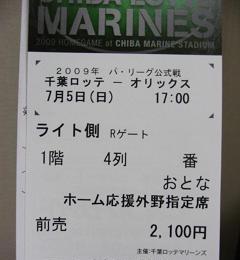 CHIBA LOTTE
MARINES
2009 HOMEGAME at CHIBA MARINE STADIUM
2009年 パ・リーグ公式戦
千葉ロッテ － オリックス
7月5日(日) 17:00
ライト側 Rゲート
1階 4列 番
おとな
ホーム応援外野指定席
前売 2,100円
主催:千葉ロッテマリーンズ